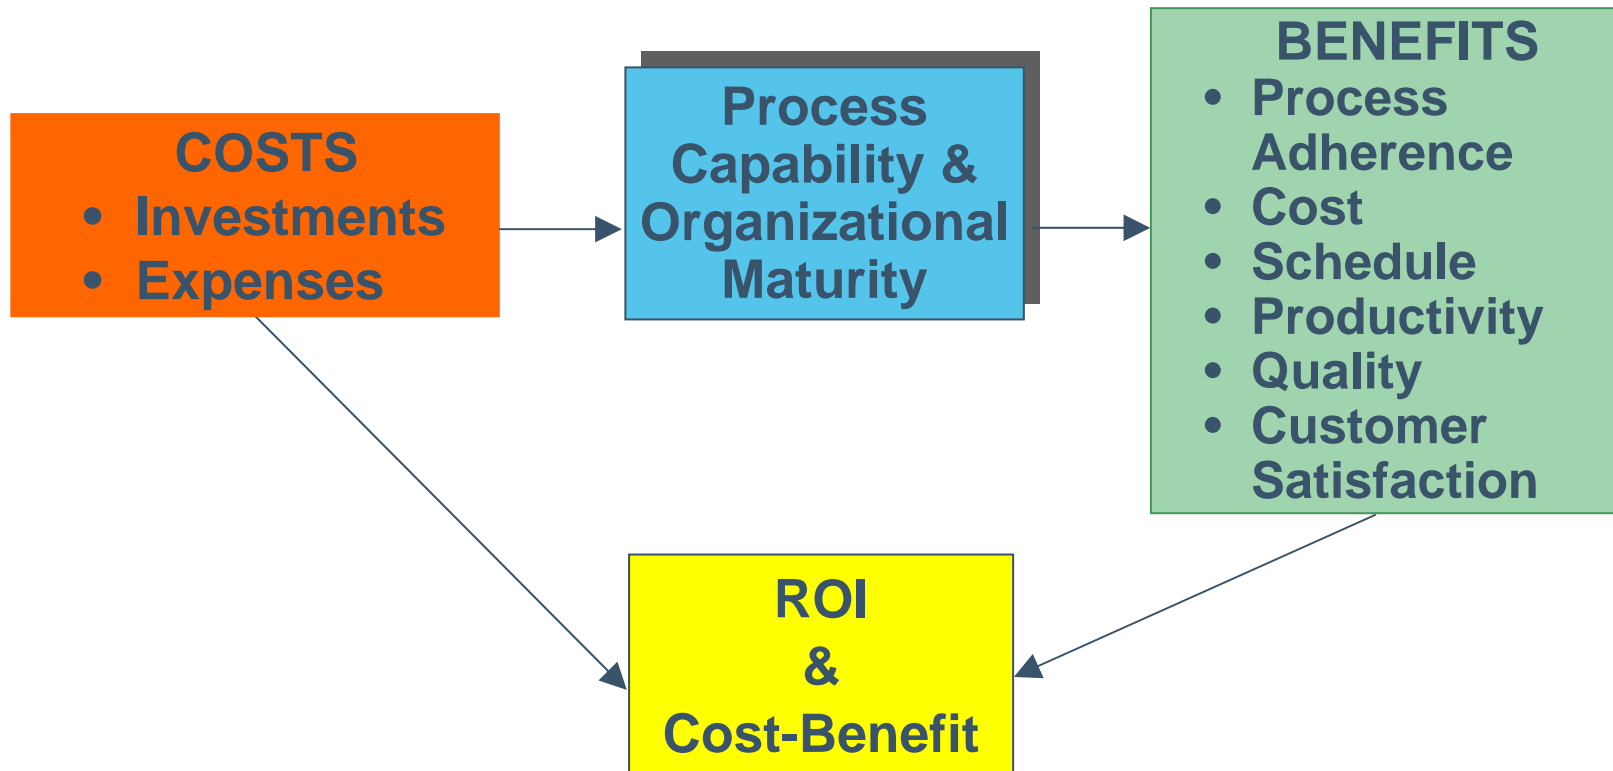 COSTS
• Investments
• Expenses
Process
Capability &
Organizational
Maturity
BENEFITS
• Process
Adherence
• Cost
• Schedule
• Productivity
• Quality
• Customer
Satisfaction
ROI
&
Cost-Benefit